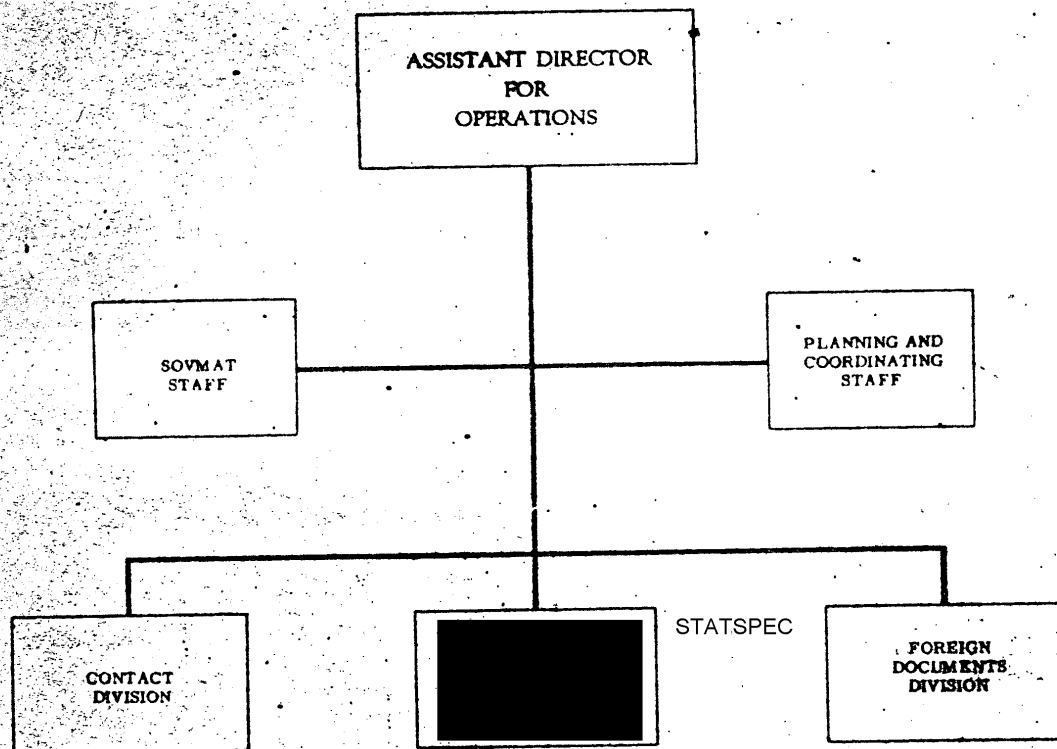 ASSISTANT DIRECTOR
FOR
OPERATIONS
SOVMAT
STAFF
PLANNING AND
COORDINATING
STAFF
CONTACT
DIVISION
STATSPEC
FOREIGN
DOCUMENTS
DIVISION